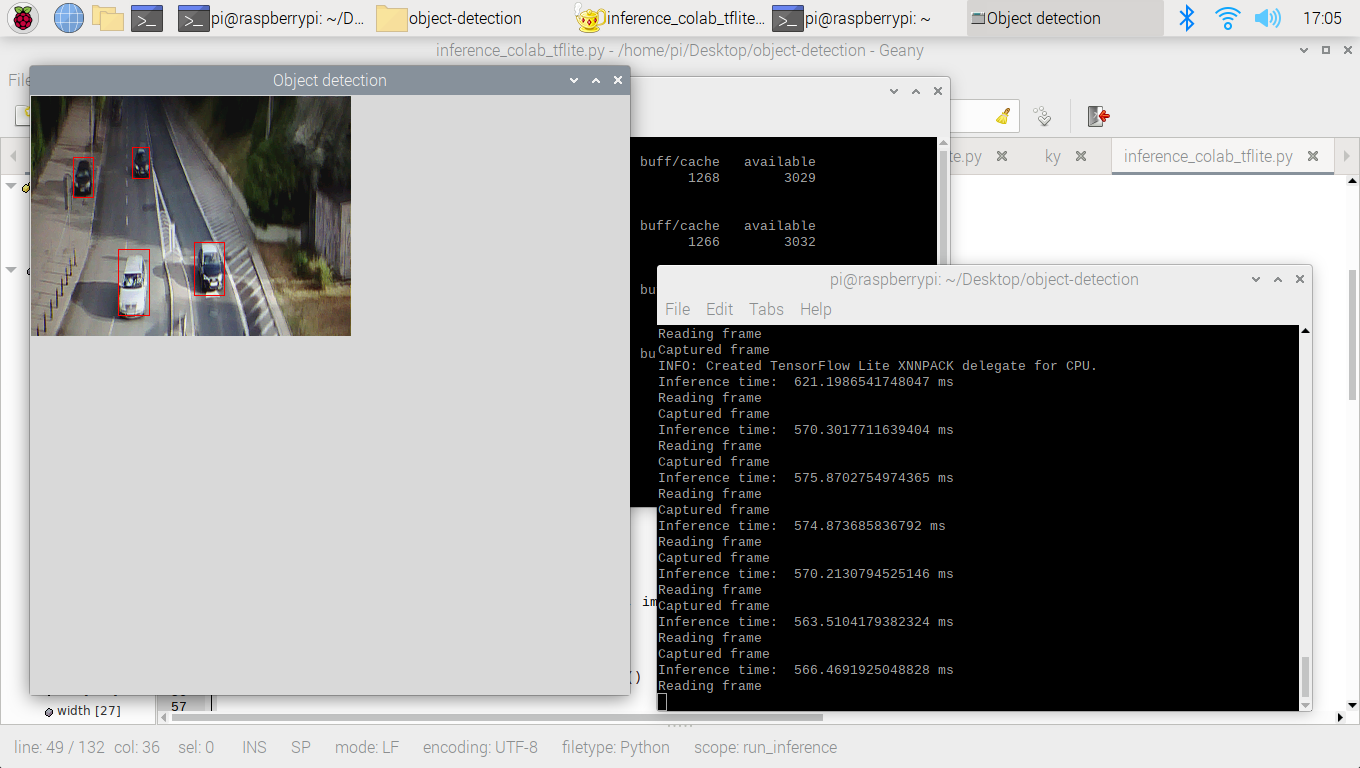 pi@raspberrypi: ~/D...
object-detection
inference_colab_tflite...
pi@raspberrypi: ~
Object detection
17:05
inference_colab_tflite.py - /home/pi/Desktop/object-detection - Geany
File
Object detection
te.py
ky
inference_colab_tflite.py
buff/cache available
1268 3029
buff/cache available
1266 3032
bu
bu
pi@raspberrypi: ~/Desktop/object-detection
File Edit Tabs Help
Reading frame
Captured frame
INFO: Created TensorFlow Lite XNNPACK delegate for CPU.
Inference time: 621.1986541748047 ms
Reading frame
Captured frame
Inference time: 570.3017711639404 ms
Reading frame
Captured frame
Inference time: 575.8702754974365 ms
Reading frame
Captured frame
Inference time: 574.873685836792 ms
Reading frame
Captured frame
Inference time: 570.2130794525146 ms
Reading frame
Captured frame
Inference time: 563.5104179382324 ms
Reading frame
Captured frame
Inference time: 566.4691925048828 ms
Reading frame
im
()
width [27]
57
line: 49 / 132 col: 36 sel: 0 INS SP mode: LF encoding: UTF-8 filetype: Python scope: run_inference